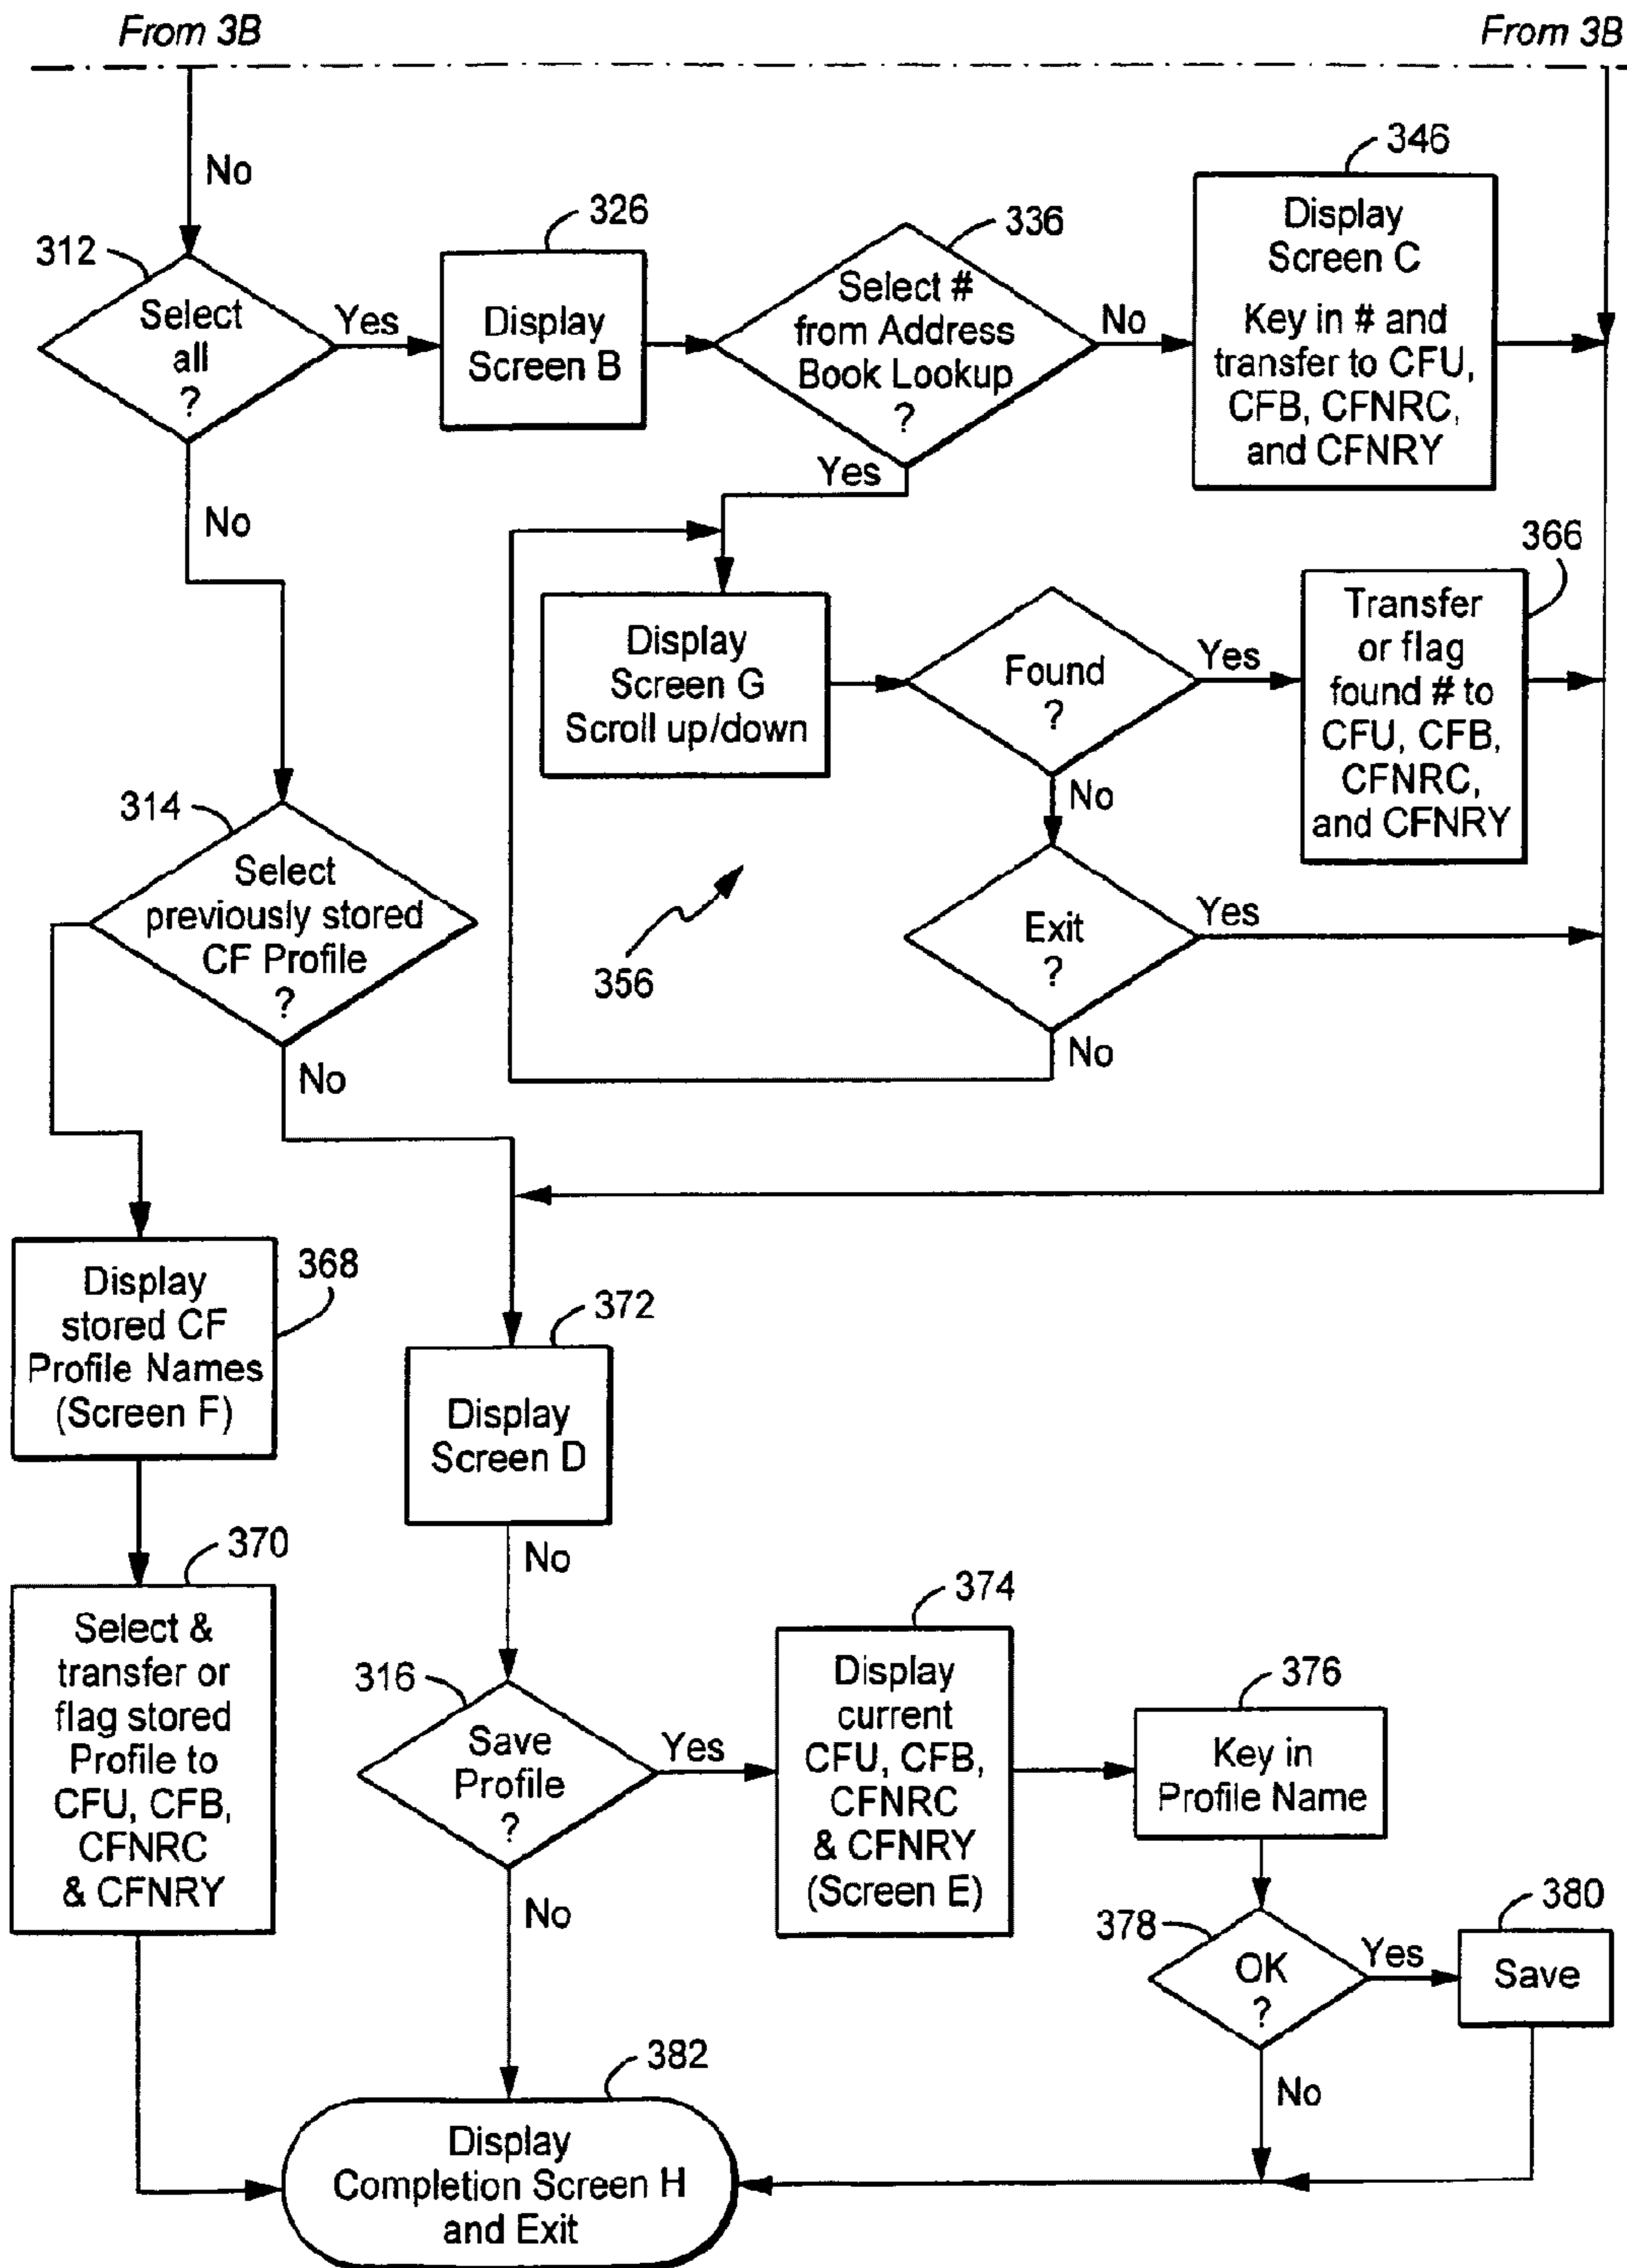 From 3B
From 3B
No
312
Select
all
?
Yes
326
Display
Screen B
336
Select #
from Address
Book Lookup
?
No
346
Display
Screen C
Key in # and
transfer to CFU,
CFB, CFNRC,
and CFNRY
Yes
No
Display
Screen G
Scroll up/down
Found
?
Yes
366
Transfer
or flag
found # to
CFU, CFB,
CFNRC,
and CFNRY
No
314
Select
previously stored
CF Profile
?
356
Exit
?
Yes
No
No
368
Display
stored CF
Profile Names
(Screen F)
372
Display
Screen D
No
370
Select &
transfer or
flag stored
Profile to
CFU, CFB,
CFNRC
& CFNRY
316
Save
Profile
?
Yes
374
Display
current
CFU, CFB,
CFNRC
& CFNRY
(Screen E)
376
Key in
Profile Name
No
378
OK
?
Yes
380
Save
No
382
Display
Completion Screen H
and Exit